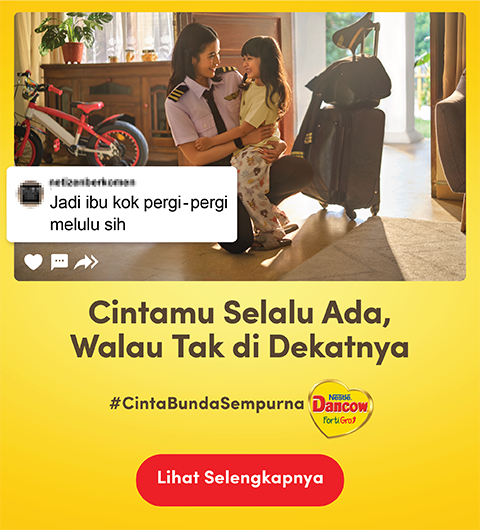 netizenberkomen
Jadi ibu kok pergi-pergi
melulu sih
Cintamu Selalu Ada,
Walau Tak di Dekatnya
#CintaBundaSempurna
Nestlé
Dancow
FortiGro
Lihat Selengkapnya